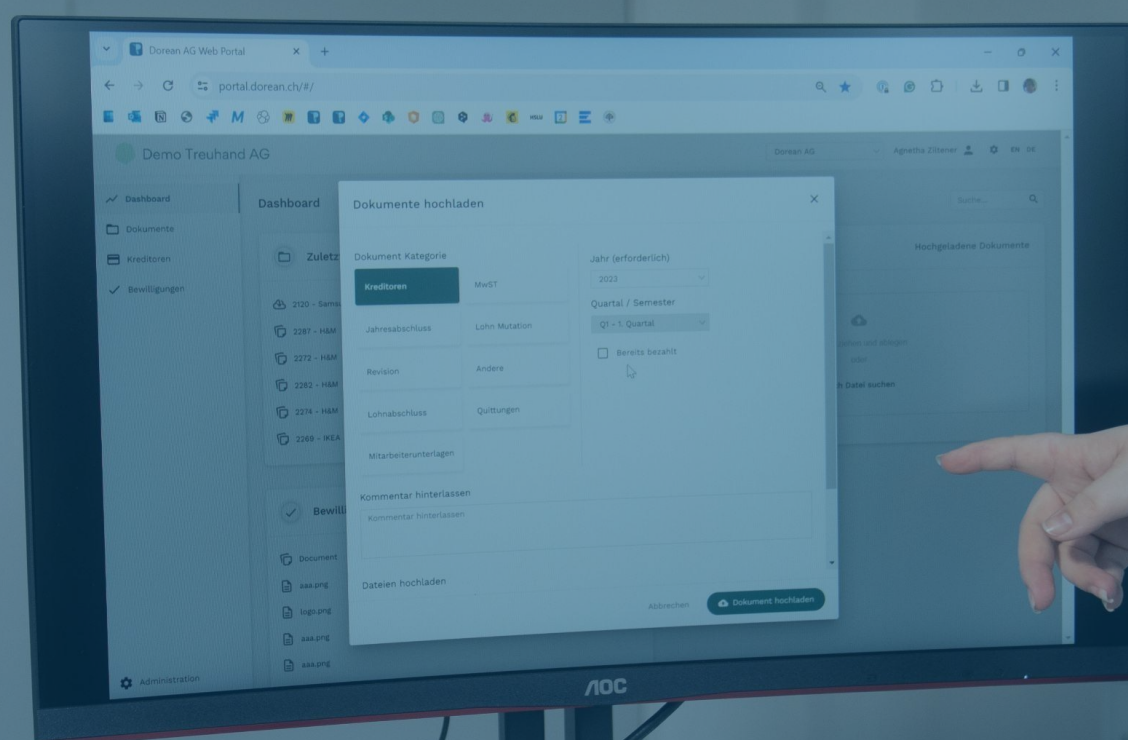 Dorean AG Web Portal
portal.dorean.ch/#/
Demo Treuhand AG
Dorean AG
Agnetha Zittener
EN DE
Dashboard
Dokumente
Kreditoren
Bewilligungen
Administration
Dashboard
Suche...
Zuletz
2120 - Sams
2287 - H&M
2272 - H&M
2282 - H&M
2274 - H&M
2269 - IKEA
Bewilli
Document
aaa.png
logo.png
aaa.png
aaa.png
Dokumente hochladen
Dokument Kategorie
Kreditoren
MwST
Jahresabschluss
Lohn Mutation
Revision
Andere
Lohnabschluss
Quittungen
Mitarbeiterunterlagen
Jahr (erforderlich)
2023
Quartal / Semester
Q1 - 1. Quartal
Bereits bezahlt
Kommentar hinterlassen
Kommentar hinterlassen
Dateien hochladen
Abbrechen
Dokument hochladen
Hochgeladene Dokumente
und ablegen
oder
h Datei suchen
AOC